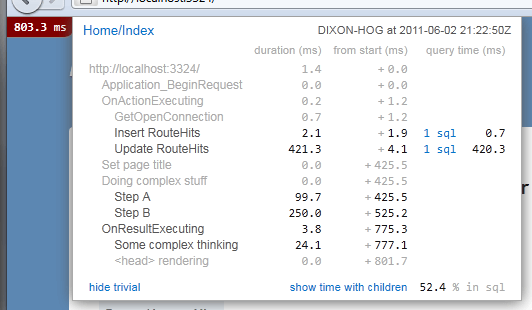 http://localhost:3324/
803.3 ms
Home/Index DIXON-HOG at 2011-06-02 21:22:50Z
duration (ms) from start (ms) query time (ms)
http://localhost:3324/ 1.4 + 0.0
Application_BeginRequest 0.0 + 0.0
OnActionExecuting 0.2 + 1.2
GetOpenConnection 0.7 + 1.2
Insert RouteHits 2.1 + 1.9 1 sql 0.7
Update RouteHits 421.3 + 4.1 1 sql 420.3
Set page title 0.0 + 425.5
Doing complex stuff 0.0 + 425.5
Step A 99.7 + 425.5
Step B 250.0 + 525.2
OnResultExecuting 3.8 + 775.3
Some complex thinking 24.1 + 777.1
<head> rendering 0.0 + 801.7
hide trivial show time with children 52.4 % in sql